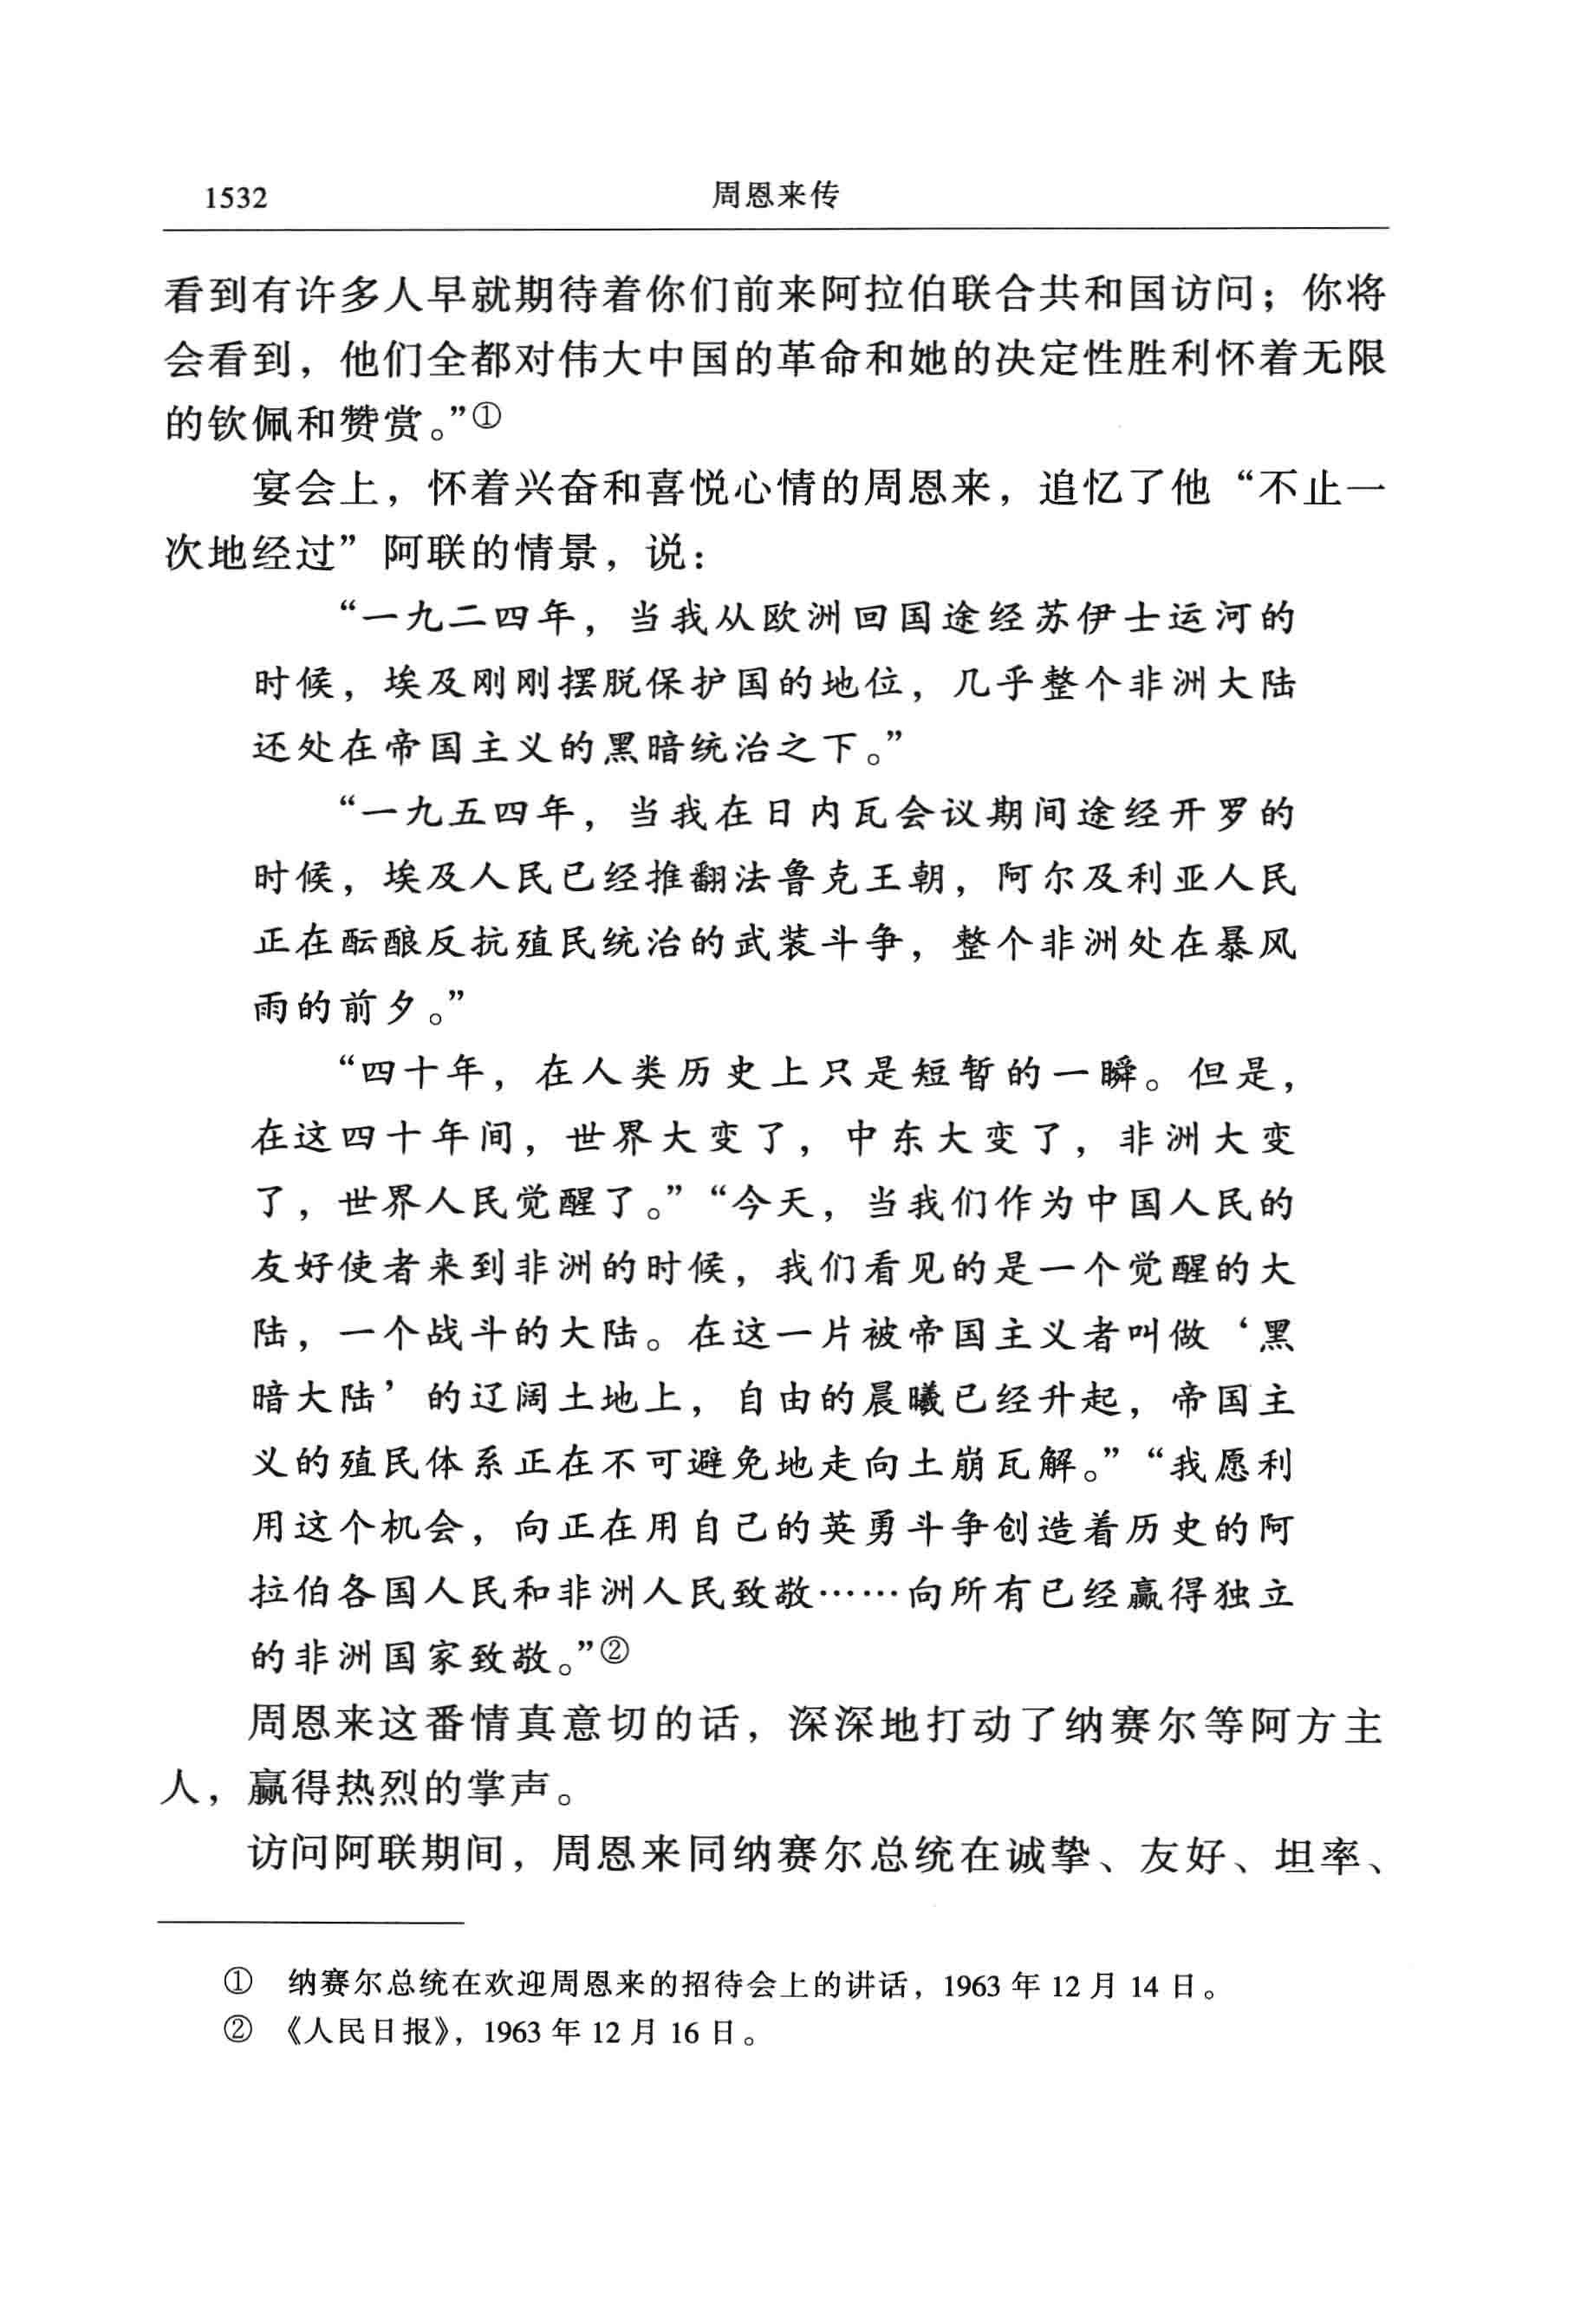 1532 周恩来传
看到有许多人早就期待着你们前来阿拉伯联合共和国访问；你将
会看到，他们全都对伟大中国的革命和她的决定性胜利怀着无限
的钦佩和赞赏。”①
宴会上，怀着兴奋和喜悦心情的周恩来，追忆了他“不止一
次地经过”阿联的情景，说：
“一九二四年，当我从欧洲回国途经苏伊士运河的
时候，埃及刚刚摆脱保护国的地位，几乎整个非洲大陆
还处在帝国主义的黑暗统治之下。”
“一九五四年，当我在日内瓦会议期间途经开罗的
时候，埃及人民已经推翻法鲁克王朝，阿尔及利亚人民
正在酝酿反抗殖民统治的武装斗争，整个非洲处在暴风
雨的前夕。”
“四十年，在人类历史上只是短暂的一瞬。但是，
在这四十年间，世界大变了，中东大变了，非洲大变
了，世界人民觉醒了。”“今天，当我们作为中国人民的
友好使者来到非洲的时候，我们看见的是一个觉醒的大
陆，一个战斗的大陆。在这一片被帝国主义者叫做‘黑
暗大陆’的辽阔土地上，自由的晨曦已经升起，帝国主
义的殖民体系正在不可避免地走向土崩瓦解。”“我愿利
用这个机会，向正在用自己的英勇斗争创造着历史的阿
拉伯各国人民和非洲人民致敬……向所有已经赢得独立
的非洲国家致敬。”②
周恩来这番情真意切的话，深深地打动了纳赛尔等阿方主
人，赢得热烈的掌声。
访问阿联期间，周恩来同纳赛尔总统在诚挚、友好、坦率、
① 纳赛尔总统在欢迎周恩来的招待会上的讲话，1963 年 12 月 14 日。
② 《人民日报》，1963 年 12 月 16 日。